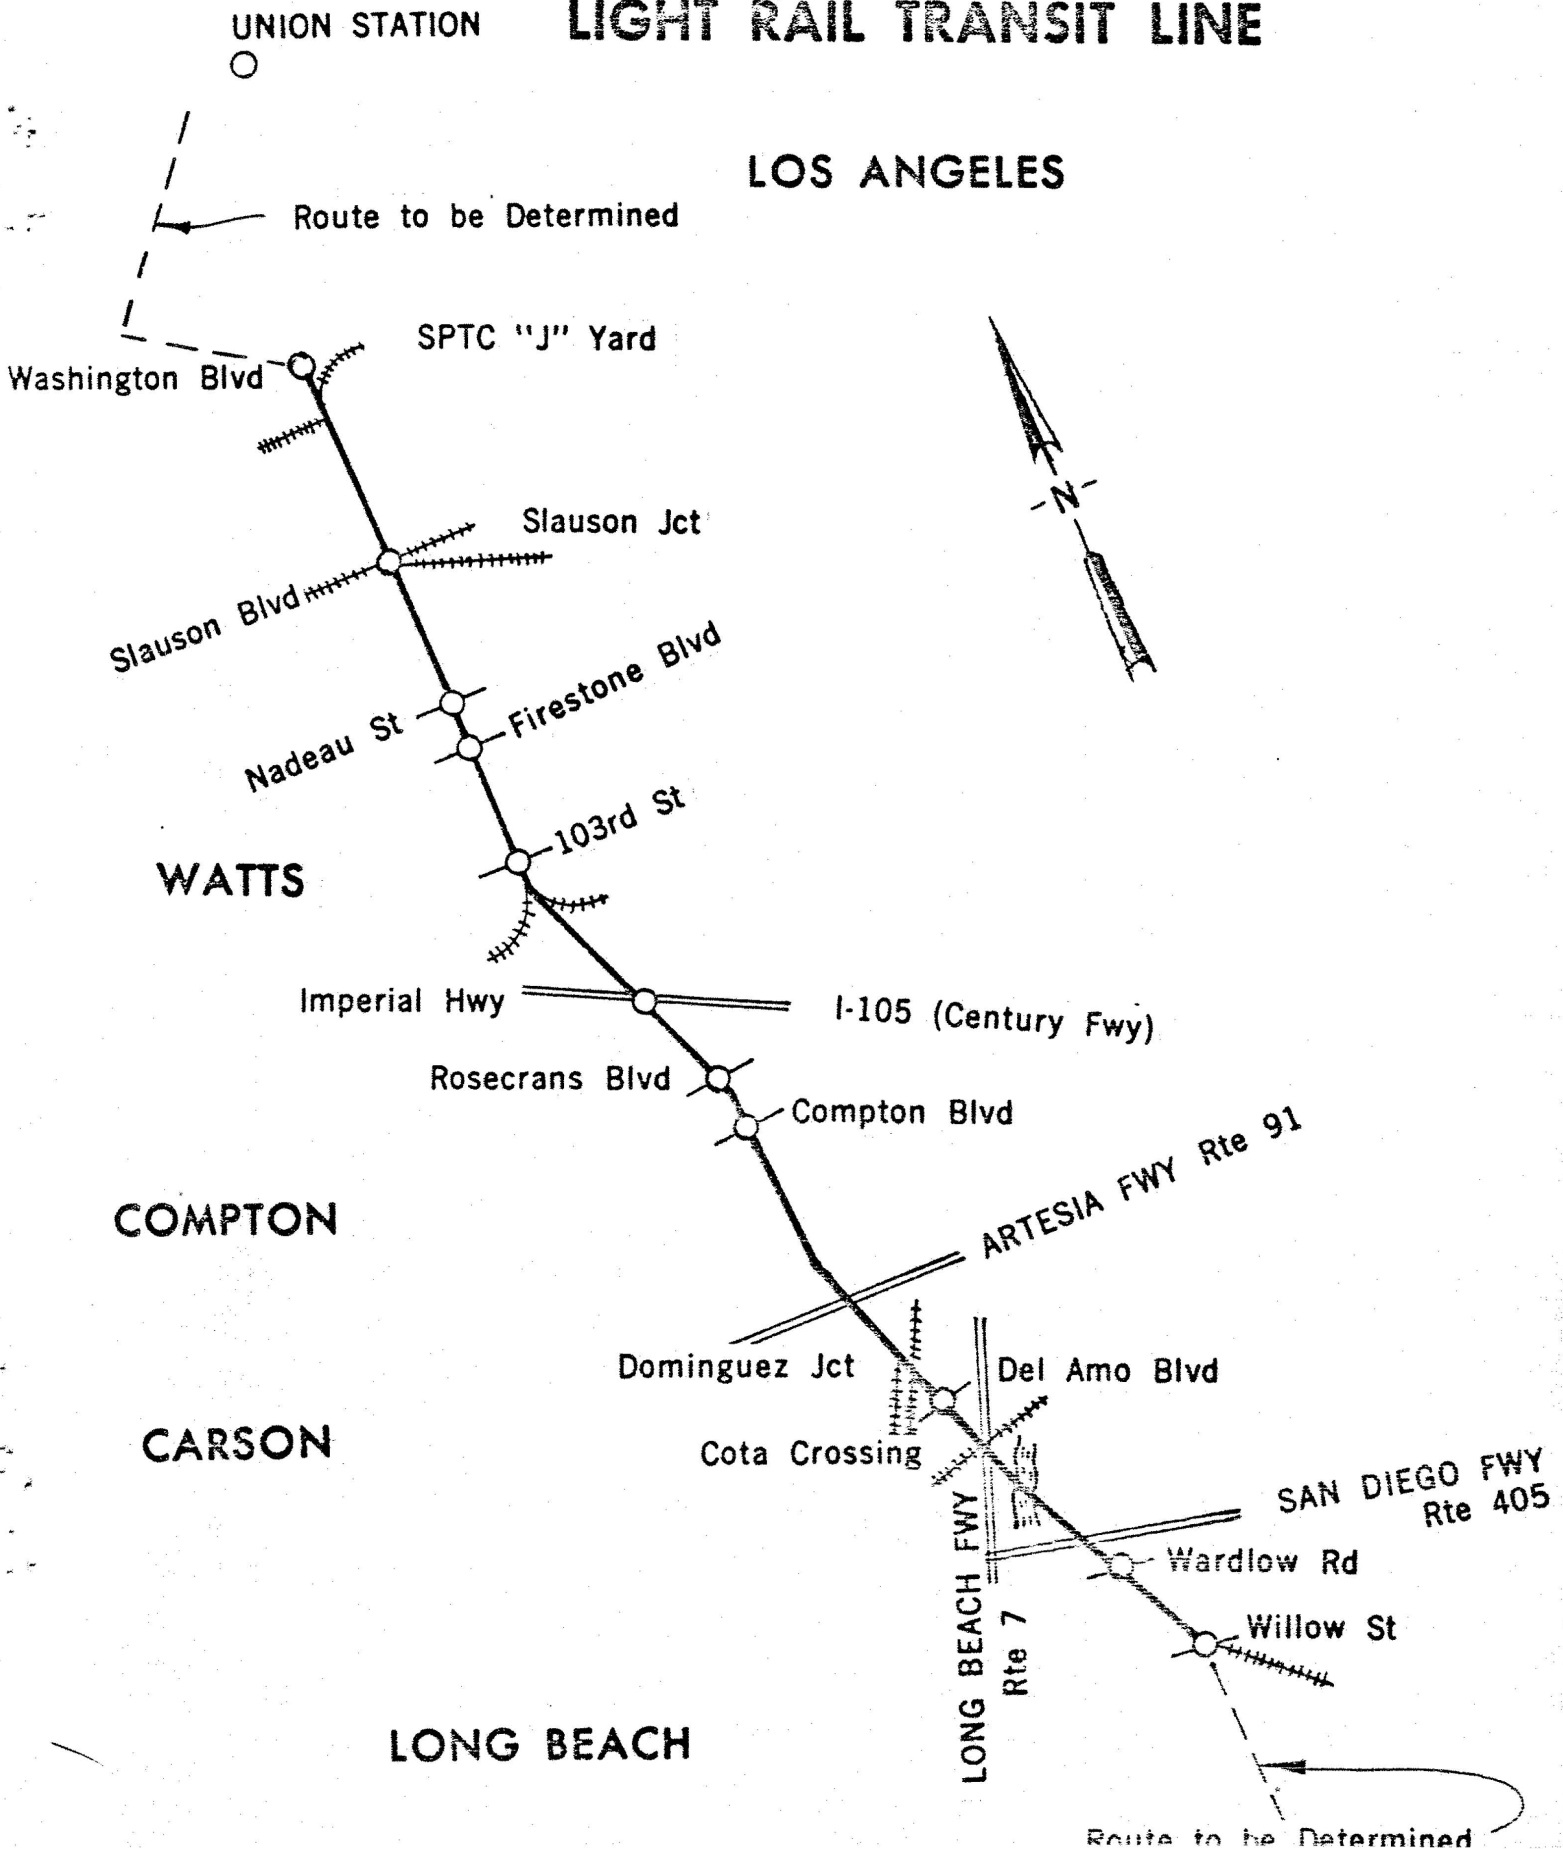 UNION STATION
LIGHT RAIL TRANSIT LINE
LOS ANGELES
Route to be Determined
SPTC "J" Yard
Washington Blvd
N
Slauson Jct
Slauson Blvd
Firestone Blvd
Nadeau St
103rd St
WATTS
Imperial Hwy
I-105 (Century Fwy)
Rosecrans Blvd
Compton Blvd
ARTESIA FWY Rte 91
COMPTON
Dominguez Jct
Del Amo Blvd
CARSON
Cota Crossing
SAN DIEGO FWY
Rte 405
LONG BEACH FWY
Rte 7
Wardlow Rd
Willow St
LONG BEACH
Route to be Determined